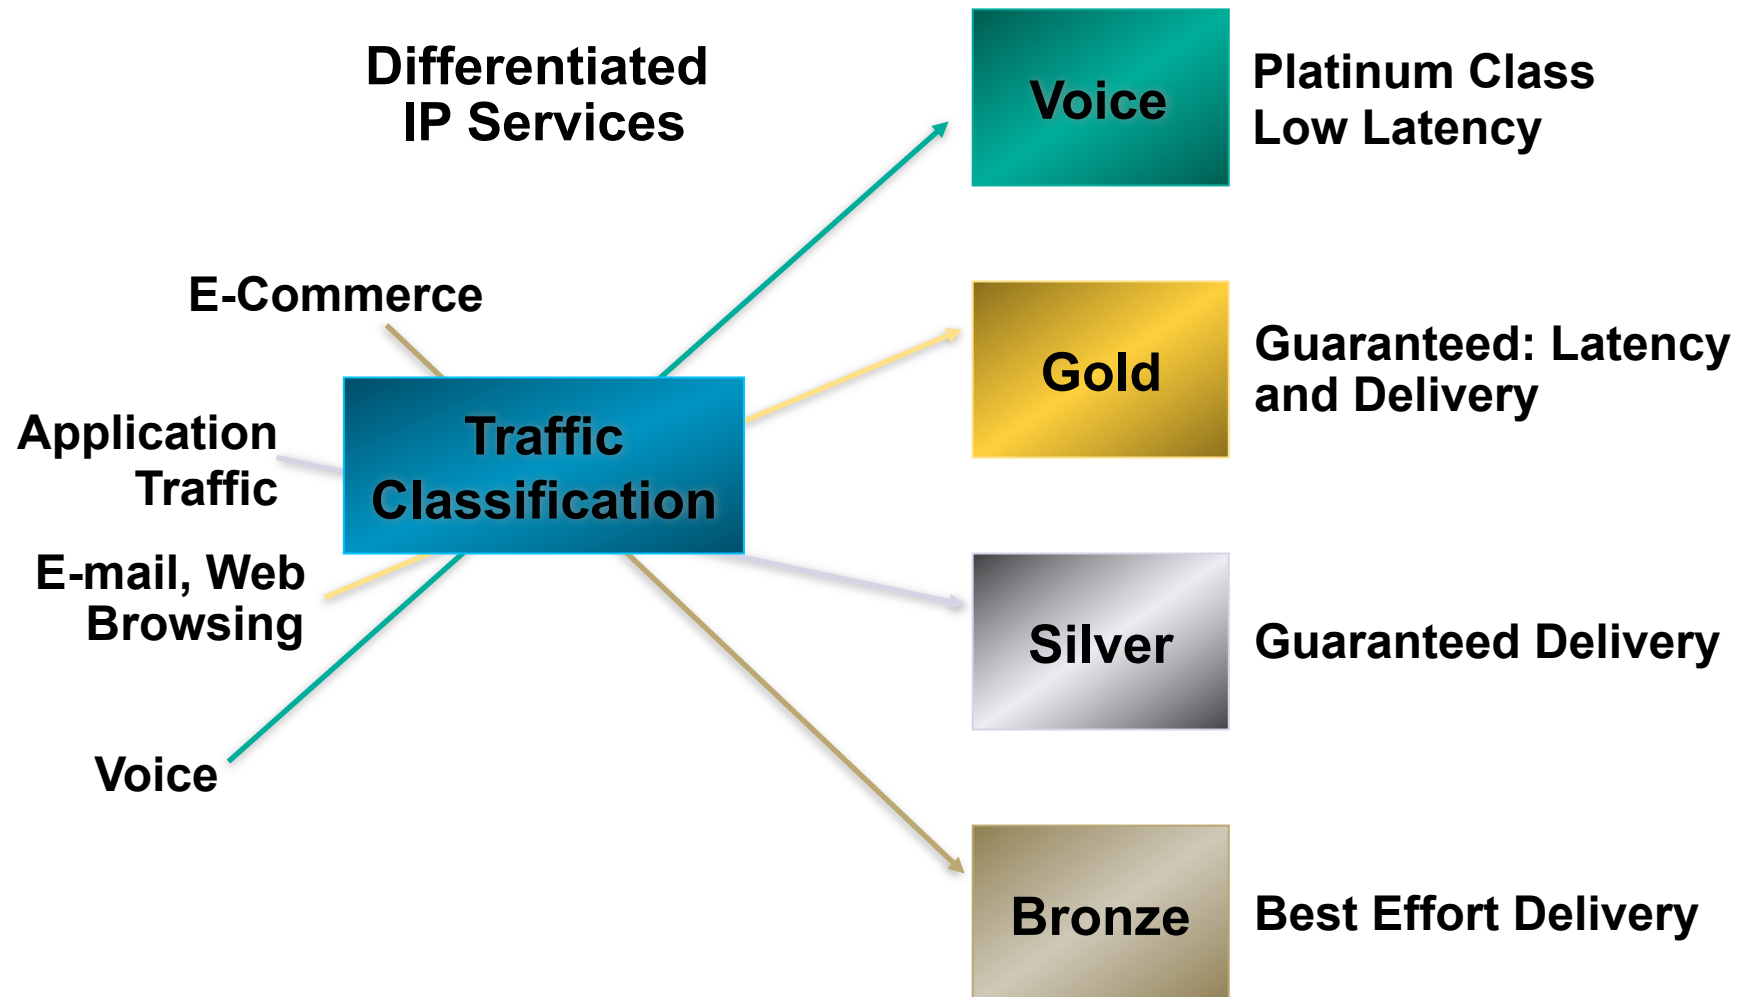 Differentiated
IP Services
Voice
Platinum Class
Low Latency
E-Commerce
Gold
Guaranteed: Latency
and Delivery
Application
Traffic
Traffic
Classification
E-mail, Web
Browsing
Silver
Guaranteed Delivery
Voice
Bronze
Best Effort Delivery